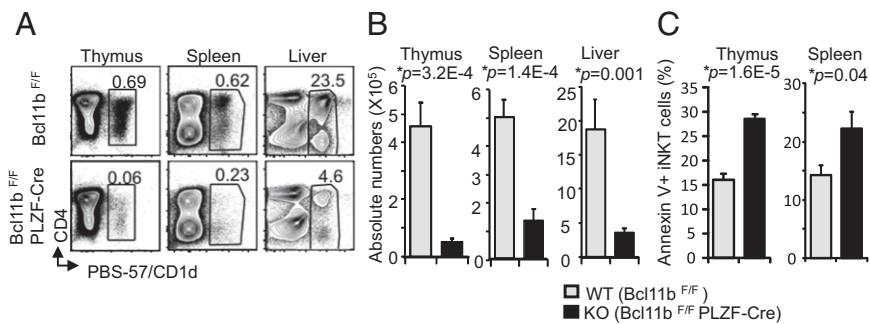 A
Thymus Spleen Liver
Bcl11b F/F
0.69 0.62 23.5
Bcl11b F/F
PLZF-Cre
0.06 0.23 4.6
CD4
PBS-57/CD1d
B
Thymus Spleen Liver
*p=3.2E-4 *p=1.4E-4 *p=0.001
Absolute numbers (X10⁵)
6 5 4 3 2 1 0
6 4 2 0
25 20 15 10 5 0
C
Thymus Spleen
*p=1.6E-5 *p=0.04
Annexin V+ iNKT cells (%)
40 35 30 25 20 15 10 5 0
30 20 10 0
WT (Bcl11b F/F)
KO (Bcl11b F/F PLZF-Cre)